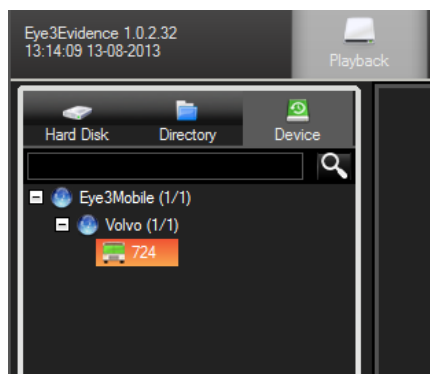 Eye3Evidence 1.0.2.32
13:14:09 13-08-2013
Playback
Hard Disk Directory Device
Eye3Mobile (1/1)
Volvo (1/1)
724